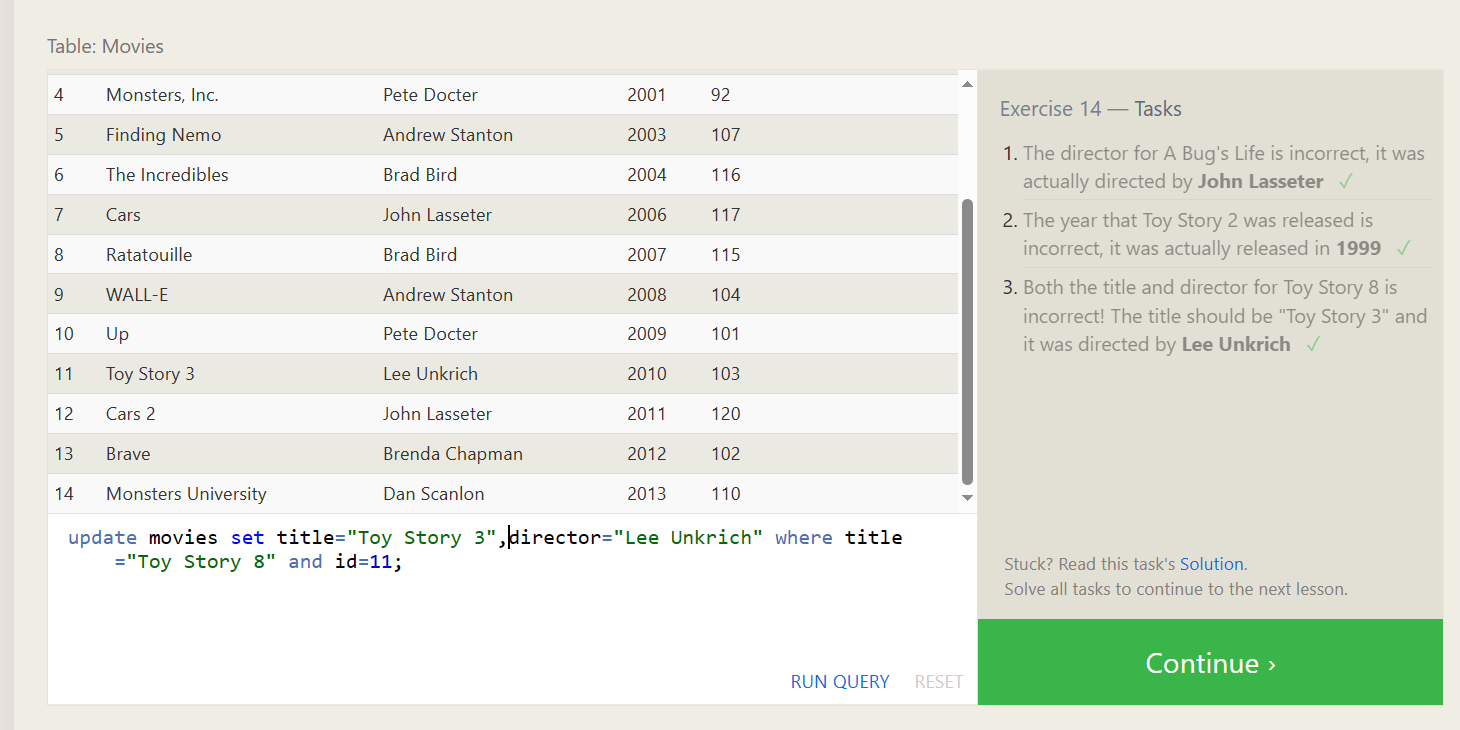 Table: Movies
4 Monsters, Inc. Pete Docter 2001 92
5 Finding Nemo Andrew Stanton 2003 107
6 The Incredibles Brad Bird 2004 116
7 Cars John Lasseter 2006 117
8 Ratatouille Brad Bird 2007 115
9 WALL-E Andrew Stanton 2008 104
10 Up Pete Docter 2009 101
11 Toy Story 3 Lee Unkrich 2010 103
12 Cars 2 John Lasseter 2011 120
13 Brave Brenda Chapman 2012 102
14 Monsters University Dan Scanlon 2013 110
update movies set title="Toy Story 3",director="Lee Unkrich" where title
="Toy Story 8" and id=11;
RUN QUERY RESET
Exercise 14 — Tasks
1. The director for A Bug's Life is incorrect, it was
actually directed by John Lasseter ✓
2. The year that Toy Story 2 was released is
incorrect, it was actually released in 1999 ✓
3. Both the title and director for Toy Story 8 is
incorrect! The title should be "Toy Story 3" and
it was directed by Lee Unkrich ✓
Stuck? Read this task's Solution.
Solve all tasks to continue to the next lesson.
Continue ›